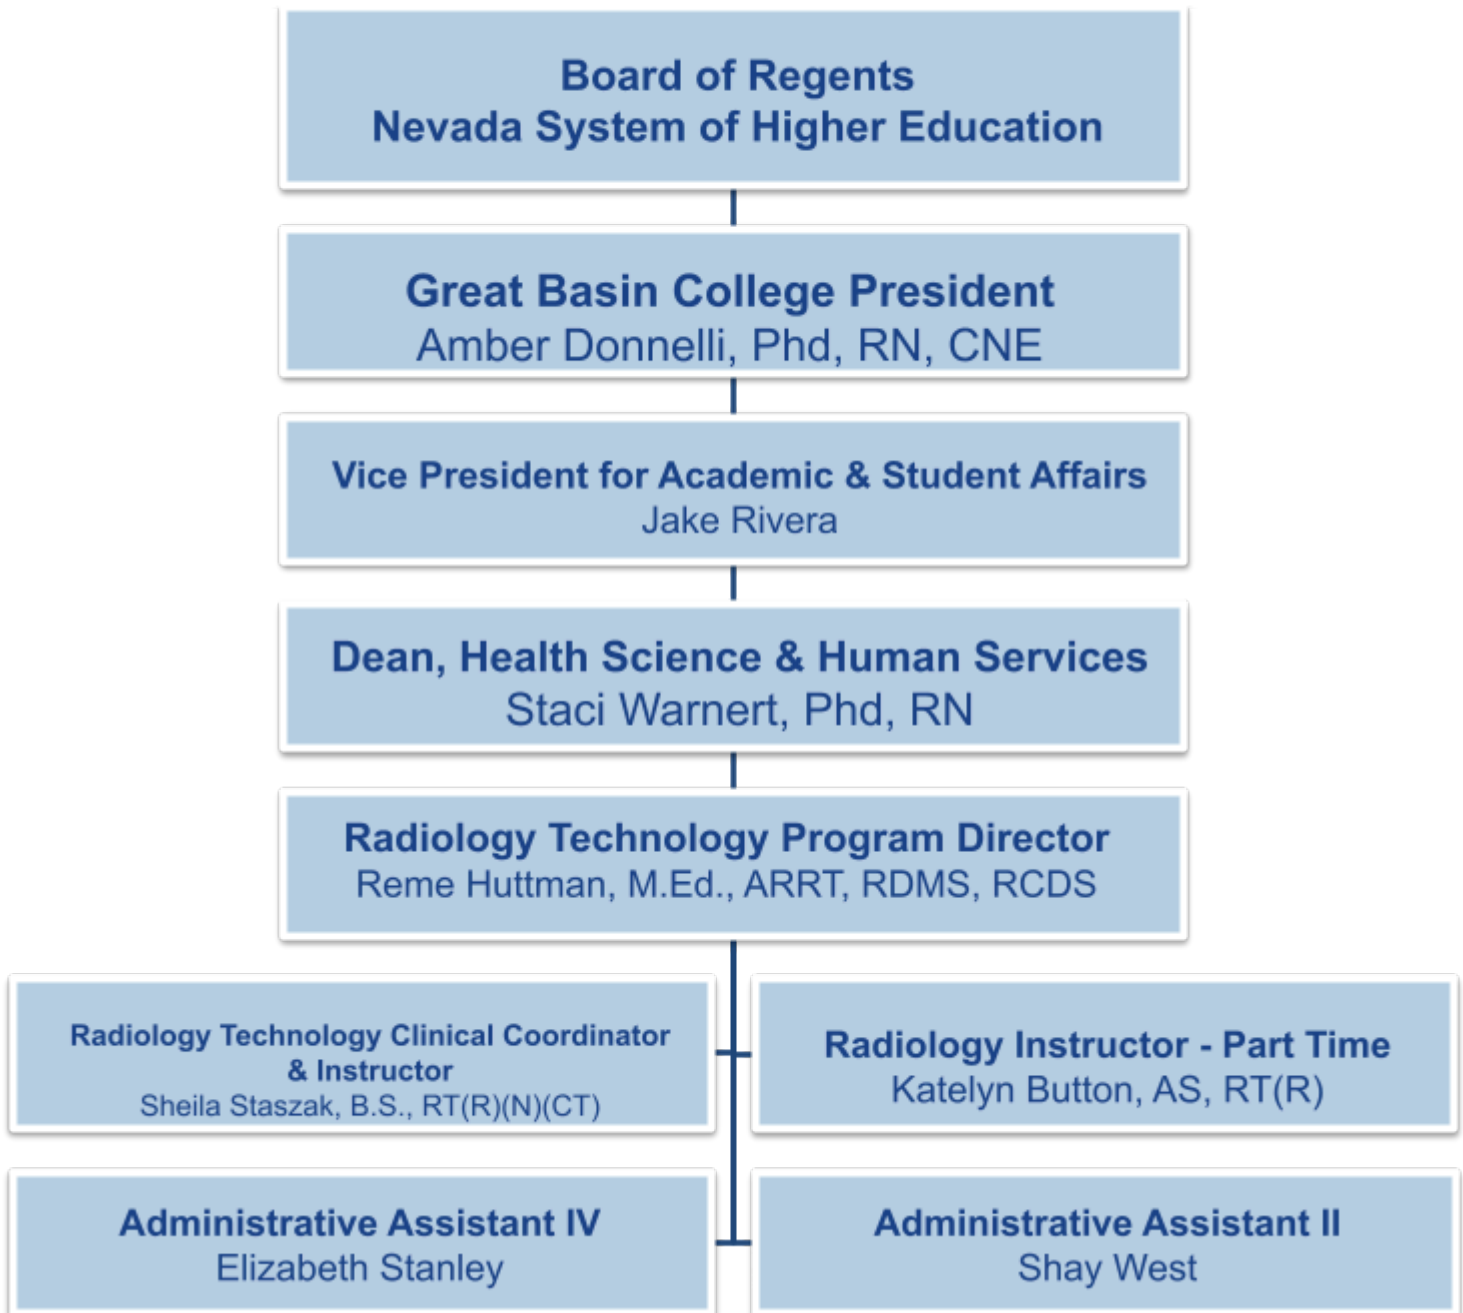 Board of Regents
Nevada System of Higher Education
Great Basin College President
Amber Donnelli, Phd, RN, CNE
Vice President for Academic & Student Affairs
Jake Rivera
Dean, Health Science & Human Services
Staci Warnert, Phd, RN
Radiology Technology Program Director
Reme Huttman, M.Ed., ARRT, RDMS, RCDS
Radiology Technology Clinical Coordinator
& Instructor
Sheila Staszak, B.S., RT(R)(N)(CT)
Radiology Instructor - Part Time
Katelyn Button, AS, RT(R)
Administrative Assistant IV
Elizabeth Stanley
Administrative Assistant II
Shay West